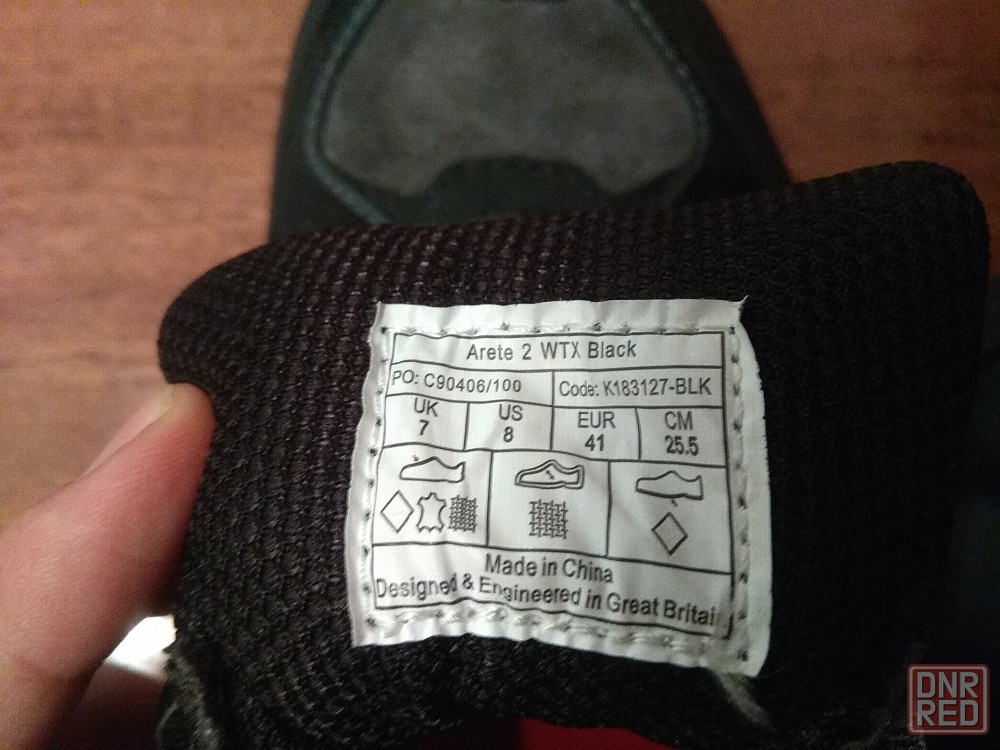 Arete 2 WTX Black
PO: C90406/100 Code: K183127-BLK
UK US EUR CM
7 8 41 25.5
Made in China
Designed & Engineered in Great Britain
DNR
RED